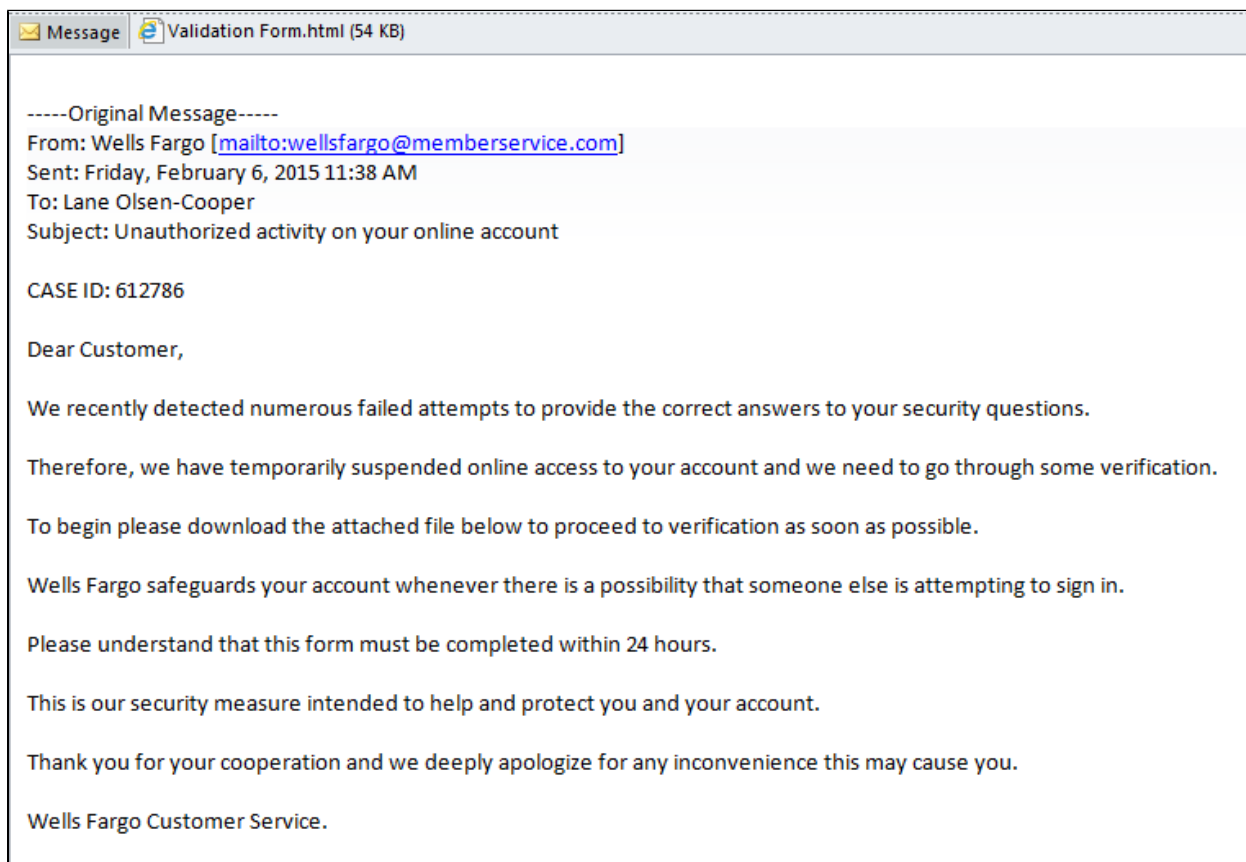 Message Validation Form.html (54 KB)
-----Original Message-----
From: Wells Fargo [mailto:wellsfargo@memberservice.com]
Sent: Friday, February 6, 2015 11:38 AM
To: Lane Olsen-Cooper
Subject: Unauthorized activity on your online account
CASE ID: 612786
Dear Customer,
We recently detected numerous failed attempts to provide the correct answers to your security questions.
Therefore, we have temporarily suspended online access to your account and we need to go through some verification.
To begin please download the attached file below to proceed to verification as soon as possible.
Wells Fargo safeguards your account whenever there is a possibility that someone else is attempting to sign in.
Please understand that this form must be completed within 24 hours.
This is our security measure intended to help and protect you and your account.
Thank you for your cooperation and we deeply apologize for any inconvenience this may cause you.
Wells Fargo Customer Service.